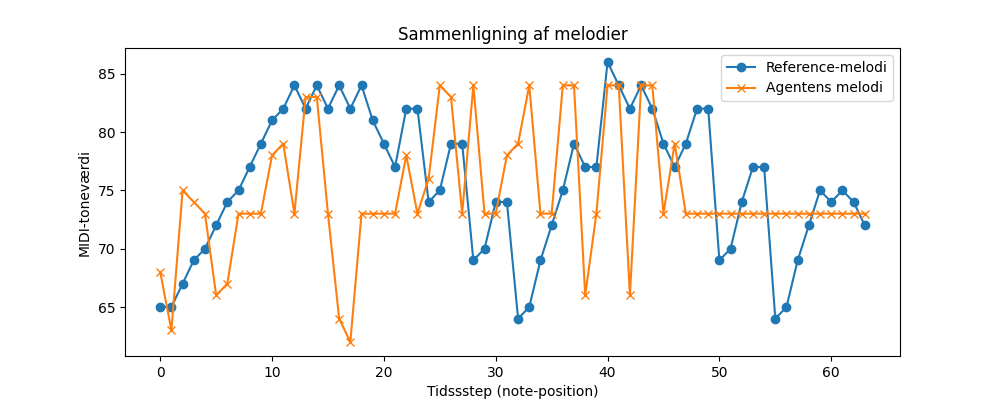 Sammenligning af melodier
Reference-melodi
Agentens melodi
MIDI-toneværdi
85
80
75
70
65
0 10 20 30 40 50 60
Tidssstep (note-position)